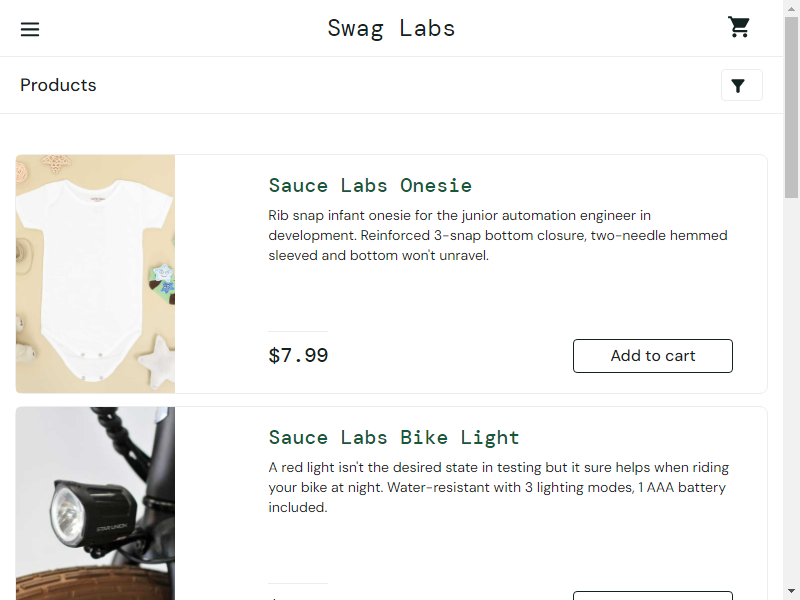 Swag Labs
Products
Sauce Labs Onesie
Rib snap infant onesie for the junior automation engineer in
development. Reinforced 3-snap bottom closure, two-needle hemmed
sleeved and bottom won't unravel.
$7.99
Add to cart
Sauce Labs Bike Light
A red light isn't the desired state in testing but it sure helps when riding
your bike at night. Water-resistant with 3 lighting modes, 1 AAA battery
included.